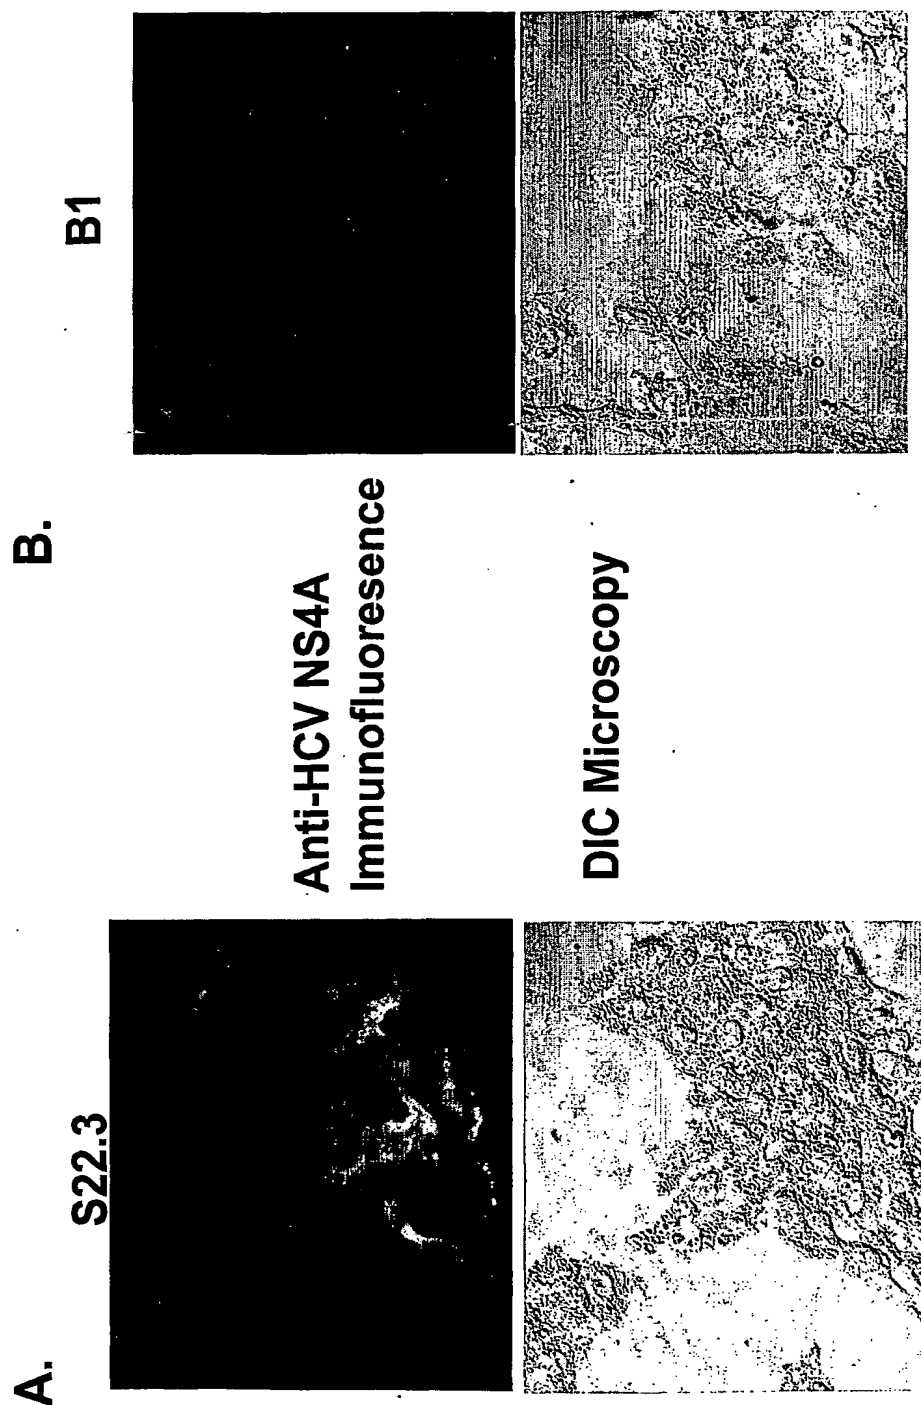 A.
S22.3
Anti-HCV NS4A
Immunofluoresence
DIC Microscopy
B.
B1